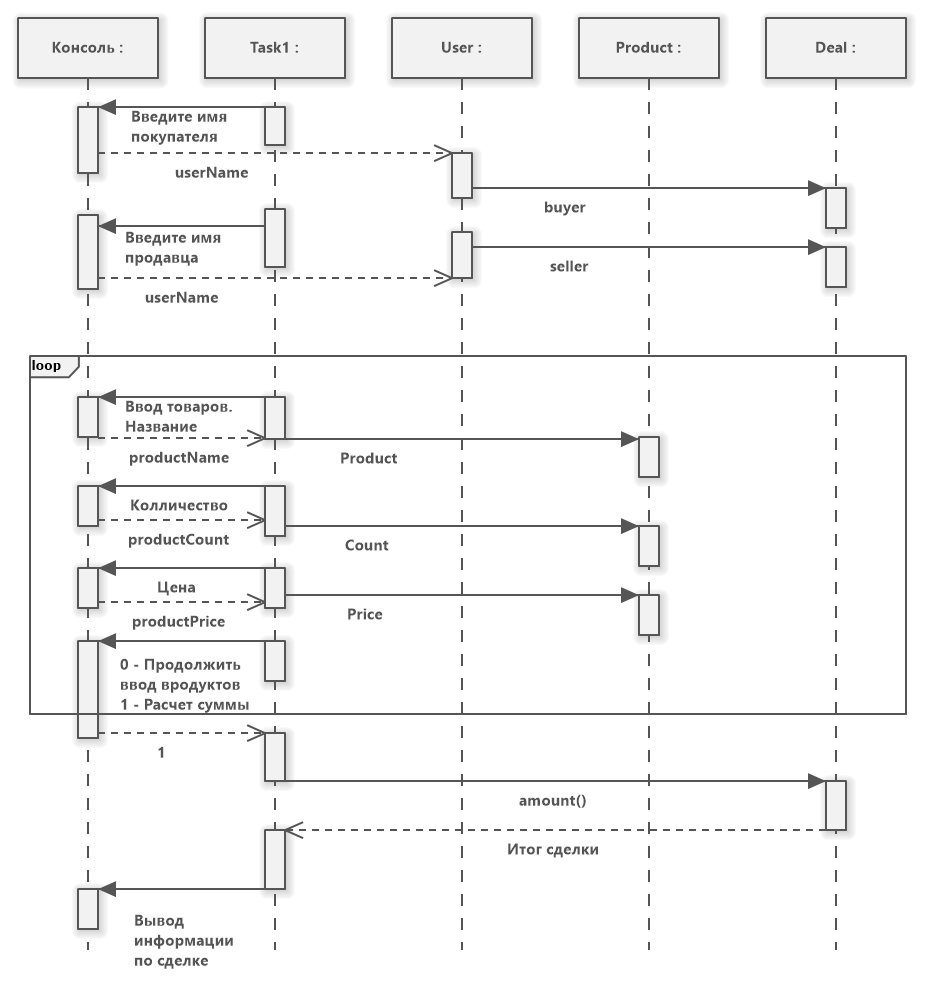 Консоль :
Task1 :
User :
Product :
Deal :
Введите имя
покупателя
userName
buyer
Введите имя
продавца
seller
userName
loop
Ввод товаров.
Название
productName
Product
Колличество
productCount
Count
Цена
productPrice
Price
0 - Продолжить
ввод вродуктов
1 - Расчет суммы
1
amount()
Итог сделки
Вывод
информации
по сделке